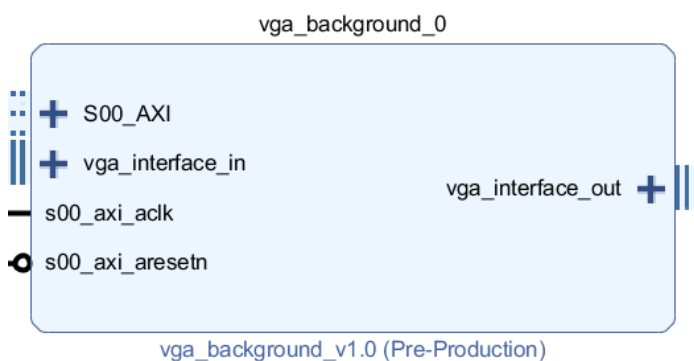 vga_background_0
S00_AXI
vga_interface_in
vga_interface_out
s00_axi_aclk
s00_axi_aresetn
vga_background_v1.0 (Pre-Production)